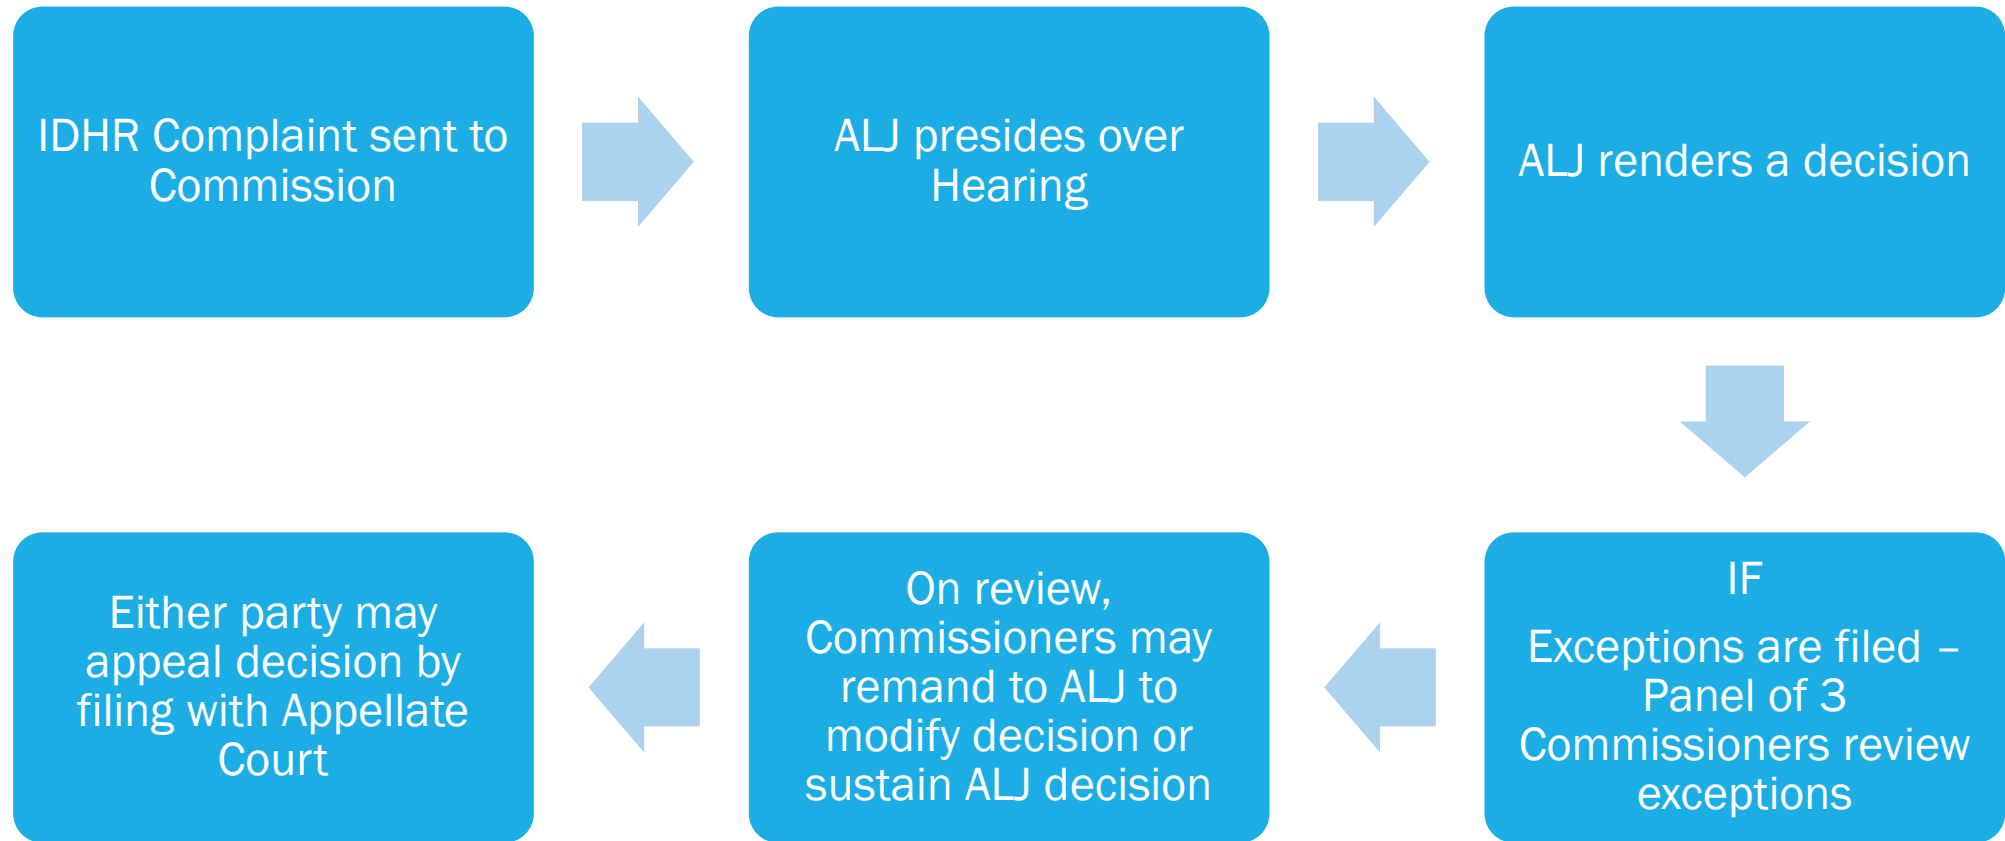 IDHR Complaint sent to
Commission
ALJ presides over
Hearing
ALJ renders a decision
IF
Exceptions are filed –
Panel of 3
Commissioners review
exceptions
On review,
Commissioners may
remand to ALJ to
modify decision or
sustain ALJ decision
Either party may
appeal decision by
filing with Appellate
Court